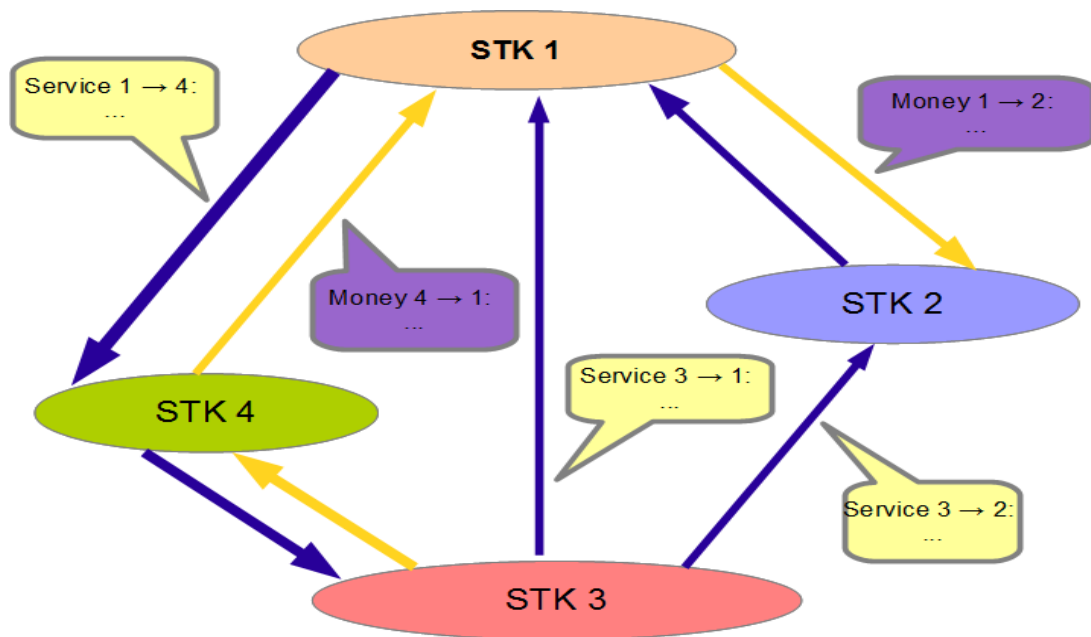 STK 1
Service 1 → 4:
...
Money 1 → 2:
...
Money 4 → 1:
...
STK 2
Service 3 → 1:
...
STK 4
Service 3 → 2:
...
STK 3